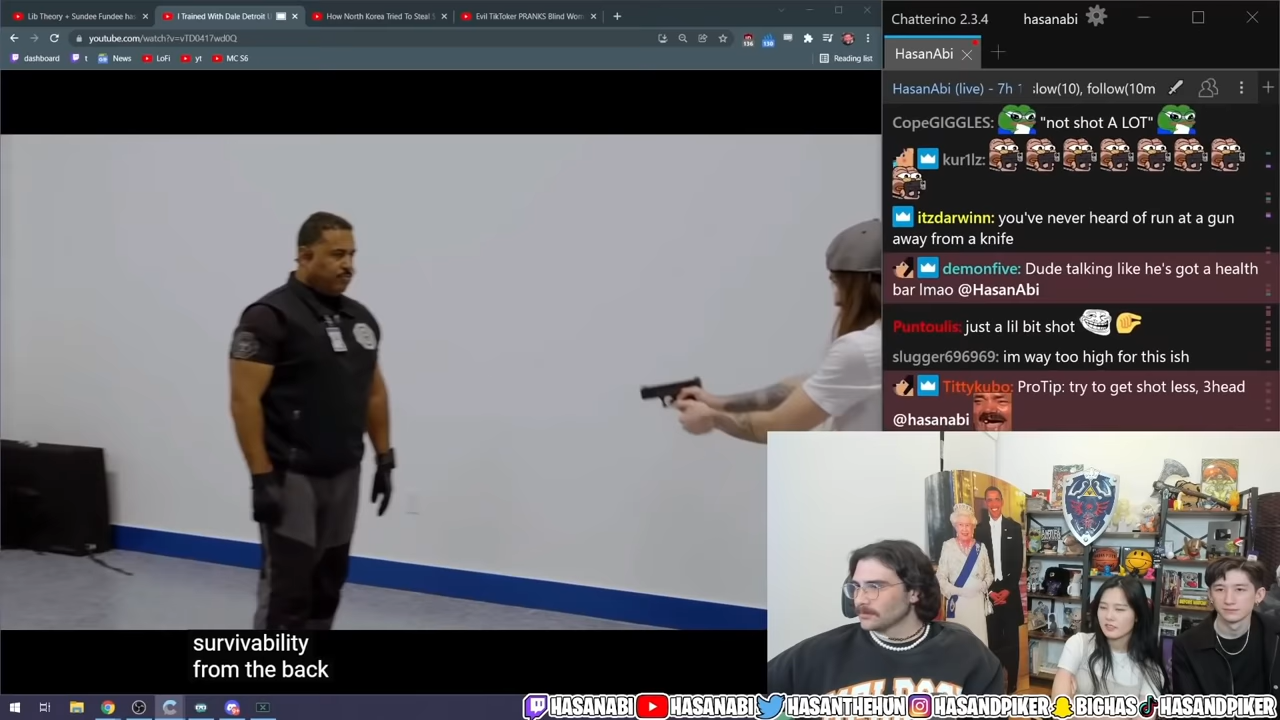 Lib Theory + Sundee Fundee has
I Trained With Dale Detroit U
How North Korea Tried To Steal
Evil TikToker PRANKS Blind Wom
youtube.com/watch?v=vTD0417wd0Q
136
130
dashboard
t
News
LoFi
yt
MC S6
Reading list
survivability
from the back
Chatterino 2.3.4
hasanabi
HasanAbi
HasanAbi (live) - 7h
slow(10), follow(10m
CopeGIGGLES: "not shot A LOT"
kur1lz:
itzdarwinn: you've never heard of run at a gun
away from a knife
demonfive: Dude talking like he's got a health
bar lmao @HasanAbi
Puntoulis: just a lil bit shot
slugger696969: im way too high for this ish
Tittykubo: ProTip: try to get shot less, 3head
@hasanabi
HASANABI
HASANABI
HASANTHEHUN
HASANDPIKER
BIGHAS
HASANDPIKER